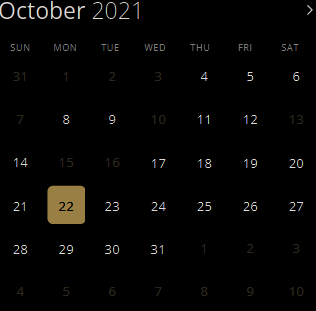 October 2021
SUN MON TUE WED THU FRI SAT
31 1 2 3 4 5 6
7 8 9 10 11 12 13
14 15 16 17 18 19 20
21 22 23 24 25 26 27
28 29 30 31 1 2 3
4 5 6 7 8 9 10